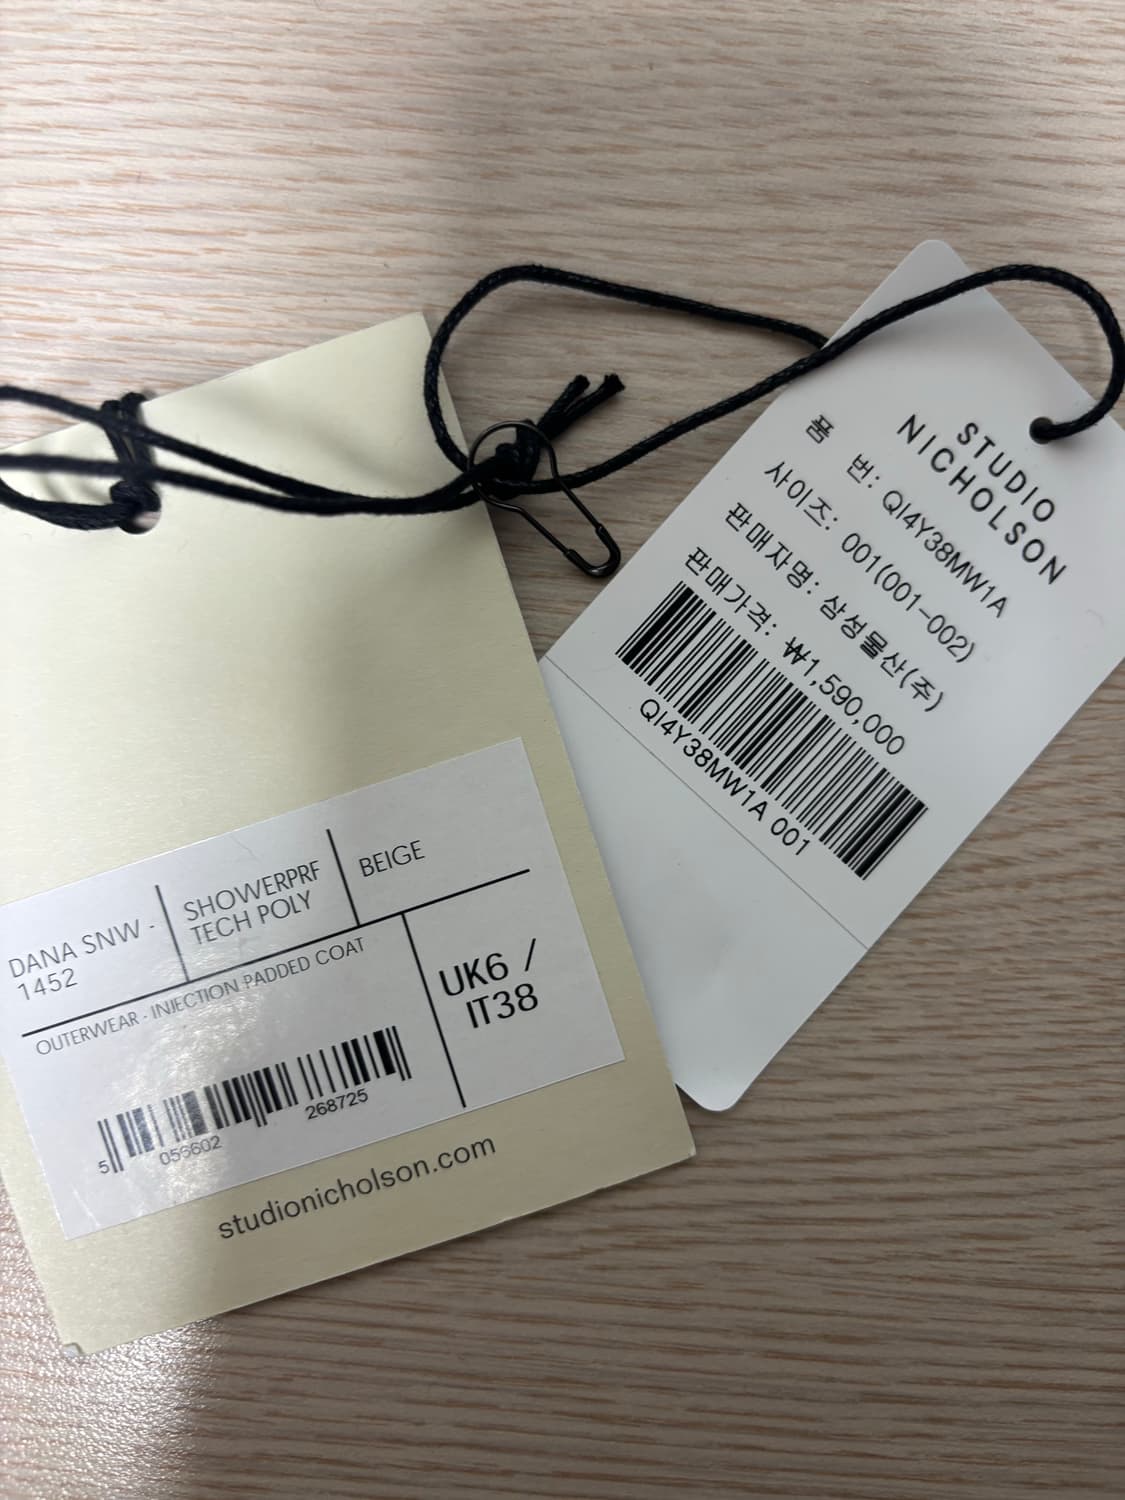 STUDIO
NICHOLSON
품 번: QI4Y38MW1A
사이즈: 001(001-002)
판매자명: 삼성물산(주)
판매가격: ₩1,590,000
QI4Y38MW1A 001
DANA SNW -
1452
SHOWERPRF
TECH POLY
BEIGE
OUTERWEAR - INJECTION PADDED COAT
UK6 /
IT38
5 056602 268725
studionicholson.com